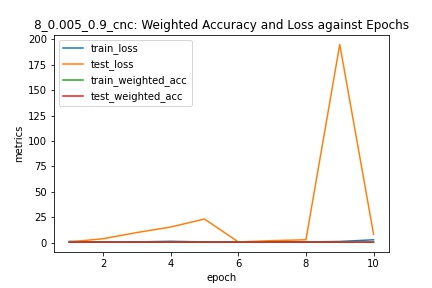 8_0.005_0.9_cnc: Weighted Accuracy and Loss against Epochs
train_loss
test_loss
train_weighted_acc
test_weighted_acc
200
175
150
125
100
75
50
25
0
metrics
2
4
6
8
10
epoch